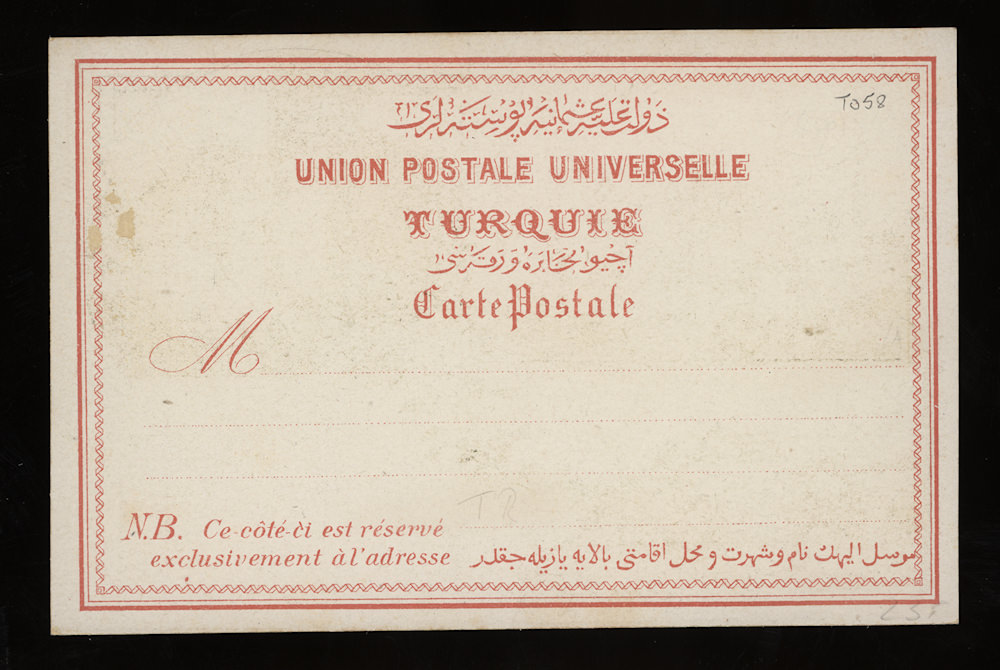 T058
دولت علیه عثمانیه پوسته لری
UNION POSTALE UNIVERSELLE
TURQUIE
آچیق مخابره ورقه سی
Carte Postale
M
TR
N.B. Ce-côté-ci est réservé
exclusivement à l'adresse
موسل الیهك نام وشهرت و محل اقامتی بالایه یازیله جقدر